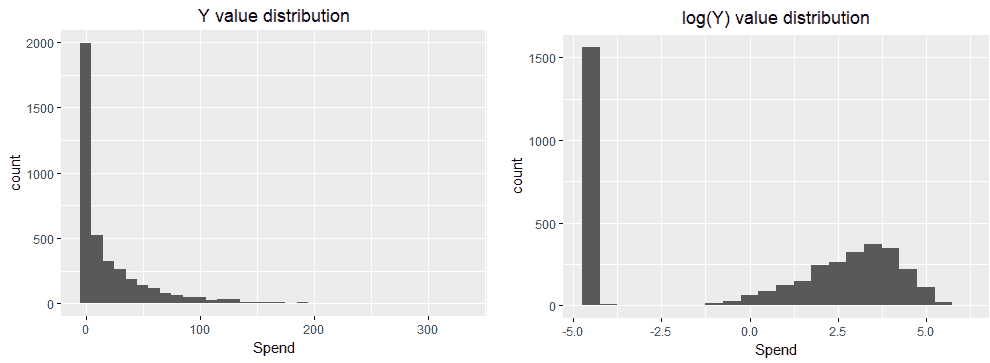 Y value distribution
2000
1500
1000
500
0
count
0 100 200 300
Spend
log(Y) value distribution
1500
1000
500
0
count
-5.0 -2.5 0.0 2.5 5.0
Spend